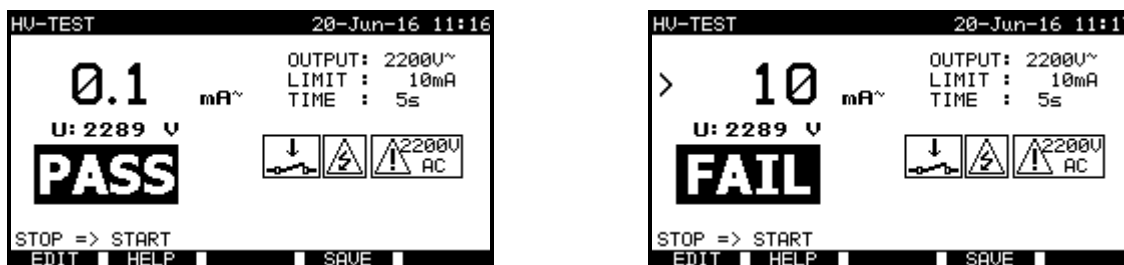 HV-TEST 20-Jun-16 11:16
OUTPUT: 2200V~
0.1 mA~
LIMIT : 10mA
TIME : 5s
U: 2289 V
PASS
2200V
AC
STOP => START
EDIT HELP SAVE
HV-TEST 20-Jun-16 11:1
OUTPUT: 2200V~
> 10 mA~
LIMIT : 10mA
TIME : 5s
U: 2289 V
FAIL
2200V
AC
STOP => START
EDIT HELP SAVE